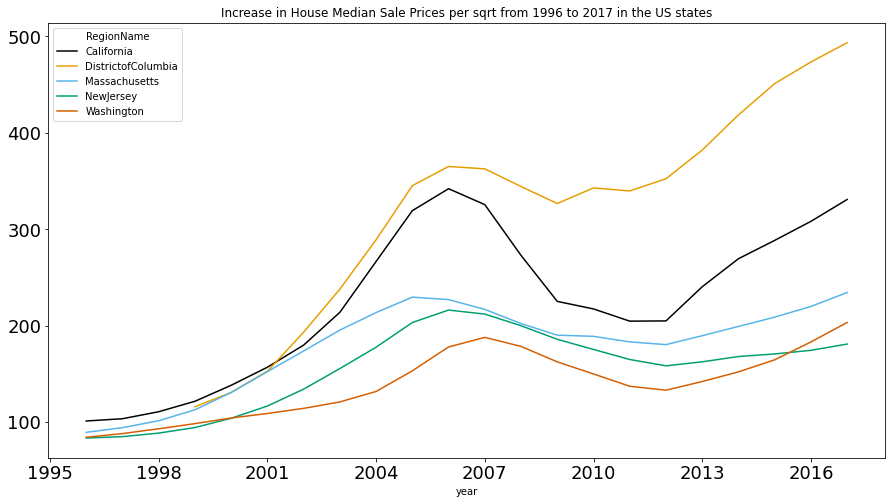 Increase in House Median Sale Prices per sqrt from 1996 to 2017 in the US states
RegionName
California
DistrictofColumbia
Massachusetts
NewJersey
Washington
500
400
300
200
100
1995 1998 2001 2004 2007 2010 2013 2016
year